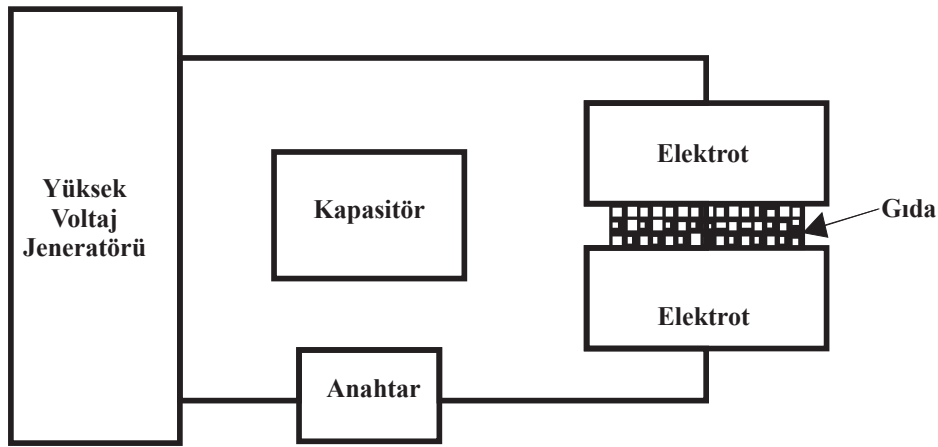 Elektrot
Yüksek
Voltaj
Jeneratörü
Kapasitör
Gıda
Elektrot
Anahtar